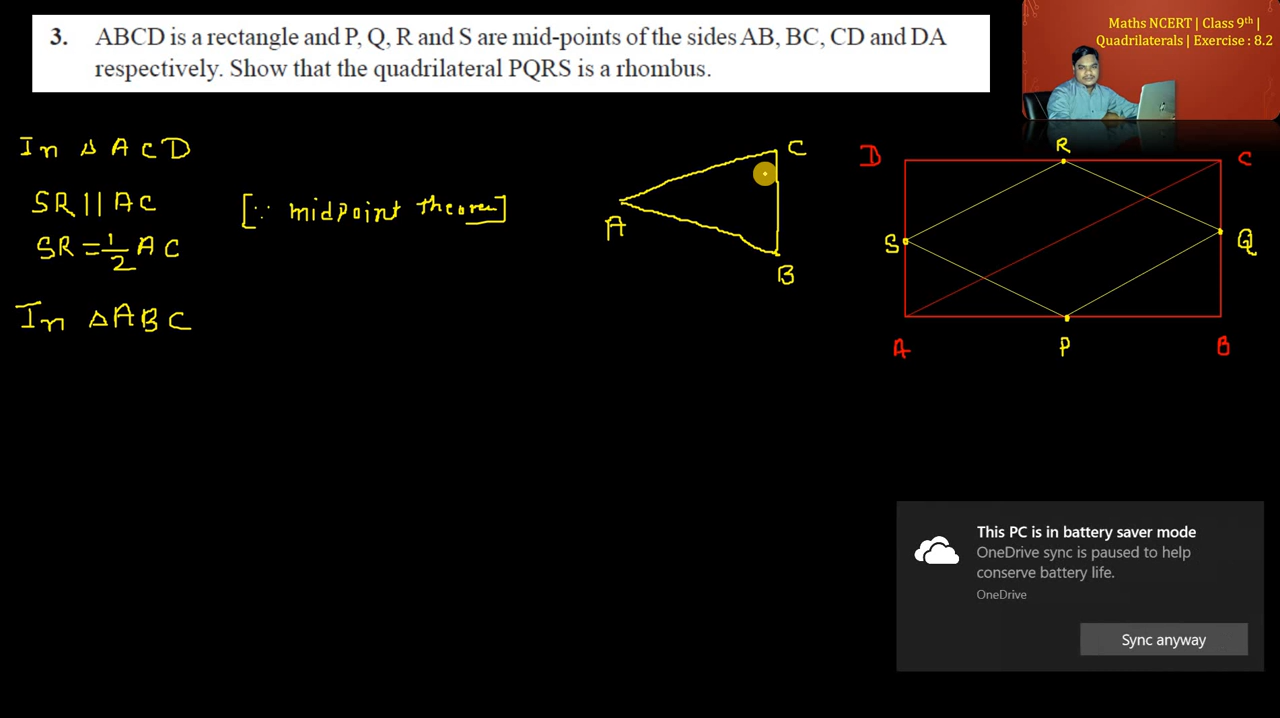 3. ABCD is a rectangle and P, Q, R and S are mid-points of the sides AB, BC, CD and DA
respectively. Show that the quadrilateral PQRS is a rhombus.
Maths NCERT | Class 9th |
Quadrilaterals | Exercise : 8.2
In △ ACD
SR || AC
[∵ midpoint theorem]
SR = 1/2 AC
In △ABC
C
A
B
D
R
C
S
Q
A
P
B
This PC is in battery saver mode
OneDrive sync is paused to help
conserve battery life.
OneDrive
Sync anyway